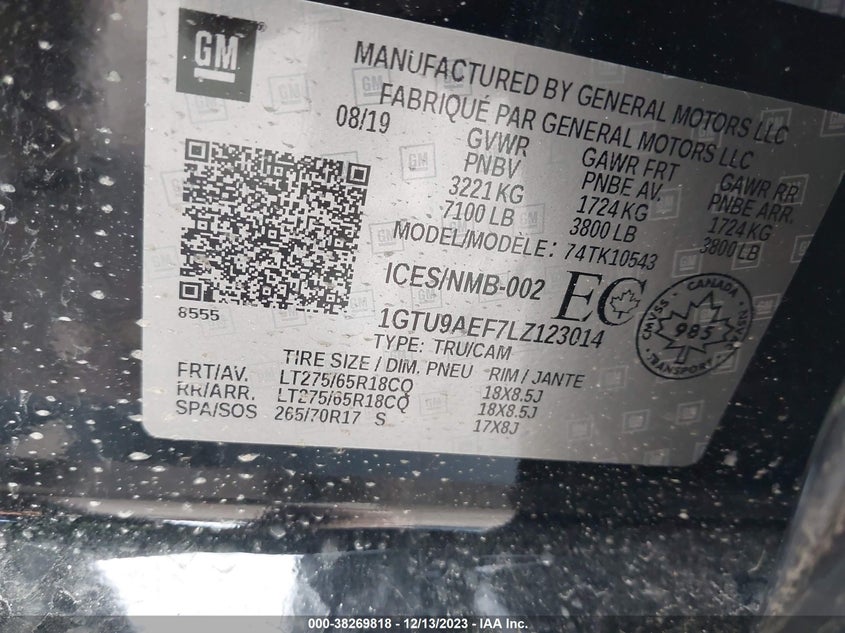 GM
MANUFACTURED BY GENERAL MOTORS LLC
FABRIQUÉ PAR GENERAL MOTORS LLC
08/19
GVWR GAWR FRT GAWR RR
PNBV PNBE AV. PNBE ARR.
3221 KG 1724 KG 1724 KG
7100 LB 3800 LB 3800 LB
MODEL/MODÈLE: 74TK10543
ICES/NMB-002 EC
CANADA
CMVSS NSVAC
985
TRANSPORT
8555
1GTU9AEF7LZ123014
TYPE: TRU/CAM
TIRE SIZE / DIM. PNEU RIM / JANTE
FRT/AV. LT275/65R18CQ 18X8.5J
RR/ARR. LT275/65R18CQ 18X8.5J
SPA/SOS 265/70R17 S 17X8J
000-38269818 - 12/13/2023 - IAA Inc.